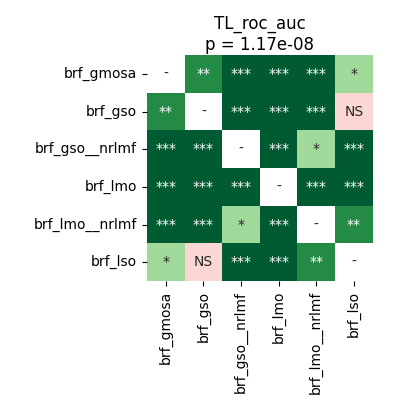 TL_roc_auc
p = 1.17e-08
brf_gmosa - ** *** *** *** *
brf_gso ** - *** *** *** NS
brf_gso__nrlmf *** *** - *** * ***
brf_lmo *** *** *** - *** ***
brf_lmo__nrlmf *** *** * *** - **
brf_lso * NS *** *** ** -
brf_gmosa
brf_gso
brf_gso__nrlmf
brf_lmo
brf_lmo__nrlmf
brf_lso